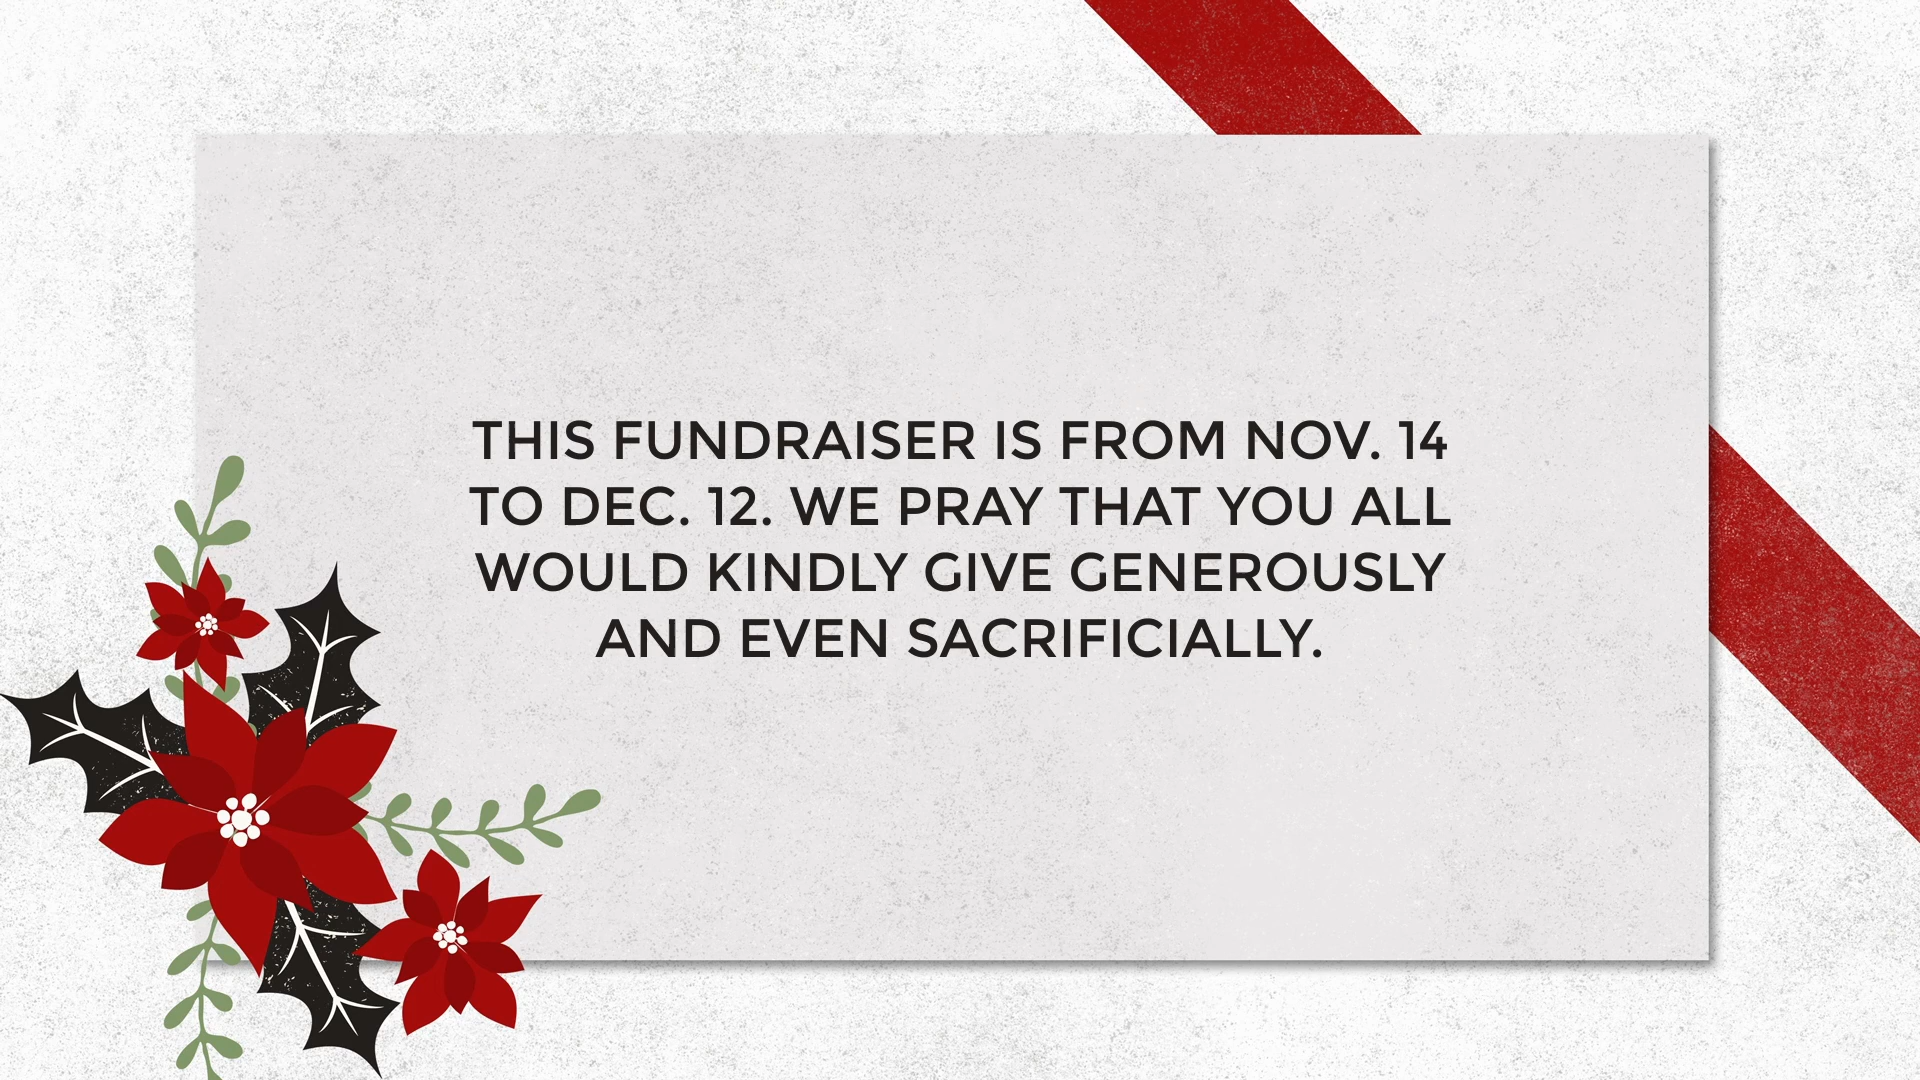 THIS FUNDRAISER IS FROM NOV. 14
TO DEC. 12. WE PRAY THAT YOU ALL
WOULD KINDLY GIVE GENEROUSLY
AND EVEN SACRIFICIALLY.